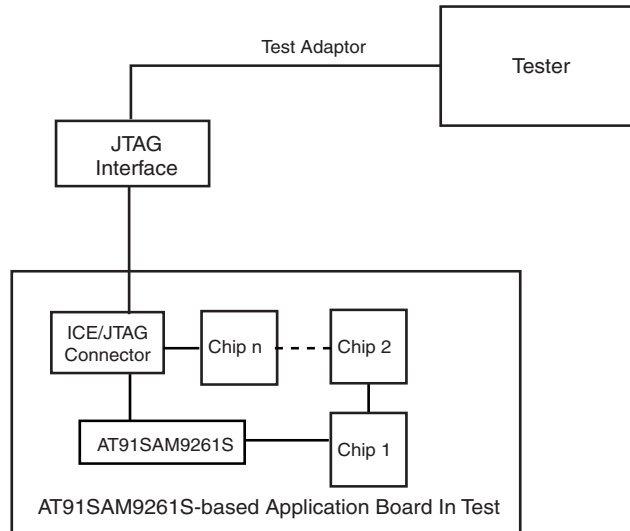 Test Adaptor
Tester
JTAG
Interface
ICE/JTAG
Connector
Chip n
Chip 2
AT91SAM9261S
Chip 1
AT91SAM9261S-based Application Board In Test